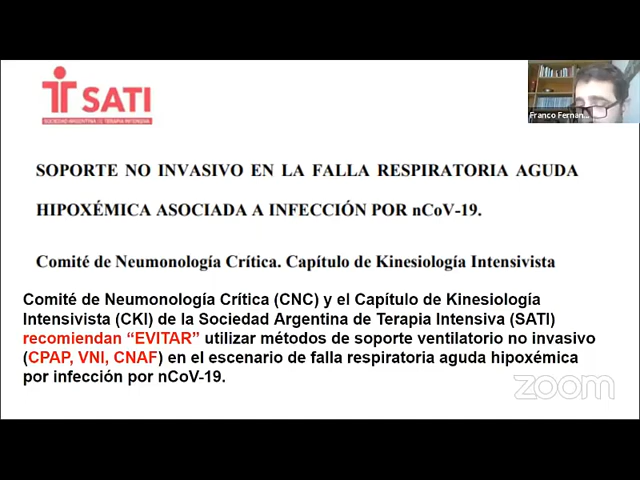 SATI
SOCIEDAD ARGENTINA DE TERAPIA INTENSIVA
Franco Fernán...
SOPORTE NO INVASIVO EN LA FALLA RESPIRATORIA AGUDA
HIPOXÉMICA ASOCIADA A INFECCIÓN POR nCoV-19.
Comité de Neumonología Crítica. Capítulo de Kinesiología Intensivista
Comité de Neumonología Crítica (CNC) y el Capítulo de Kinesiología
Intensivista (CKI) de la Sociedad Argentina de Terapia Intensiva (SATI)
recomiendan “EVITAR” utilizar métodos de soporte ventilatorio no invasivo
(CPAP, VNI, CNAF) en el escenario de falla respiratoria aguda hipoxémica
por infección por nCoV-19.
zoom